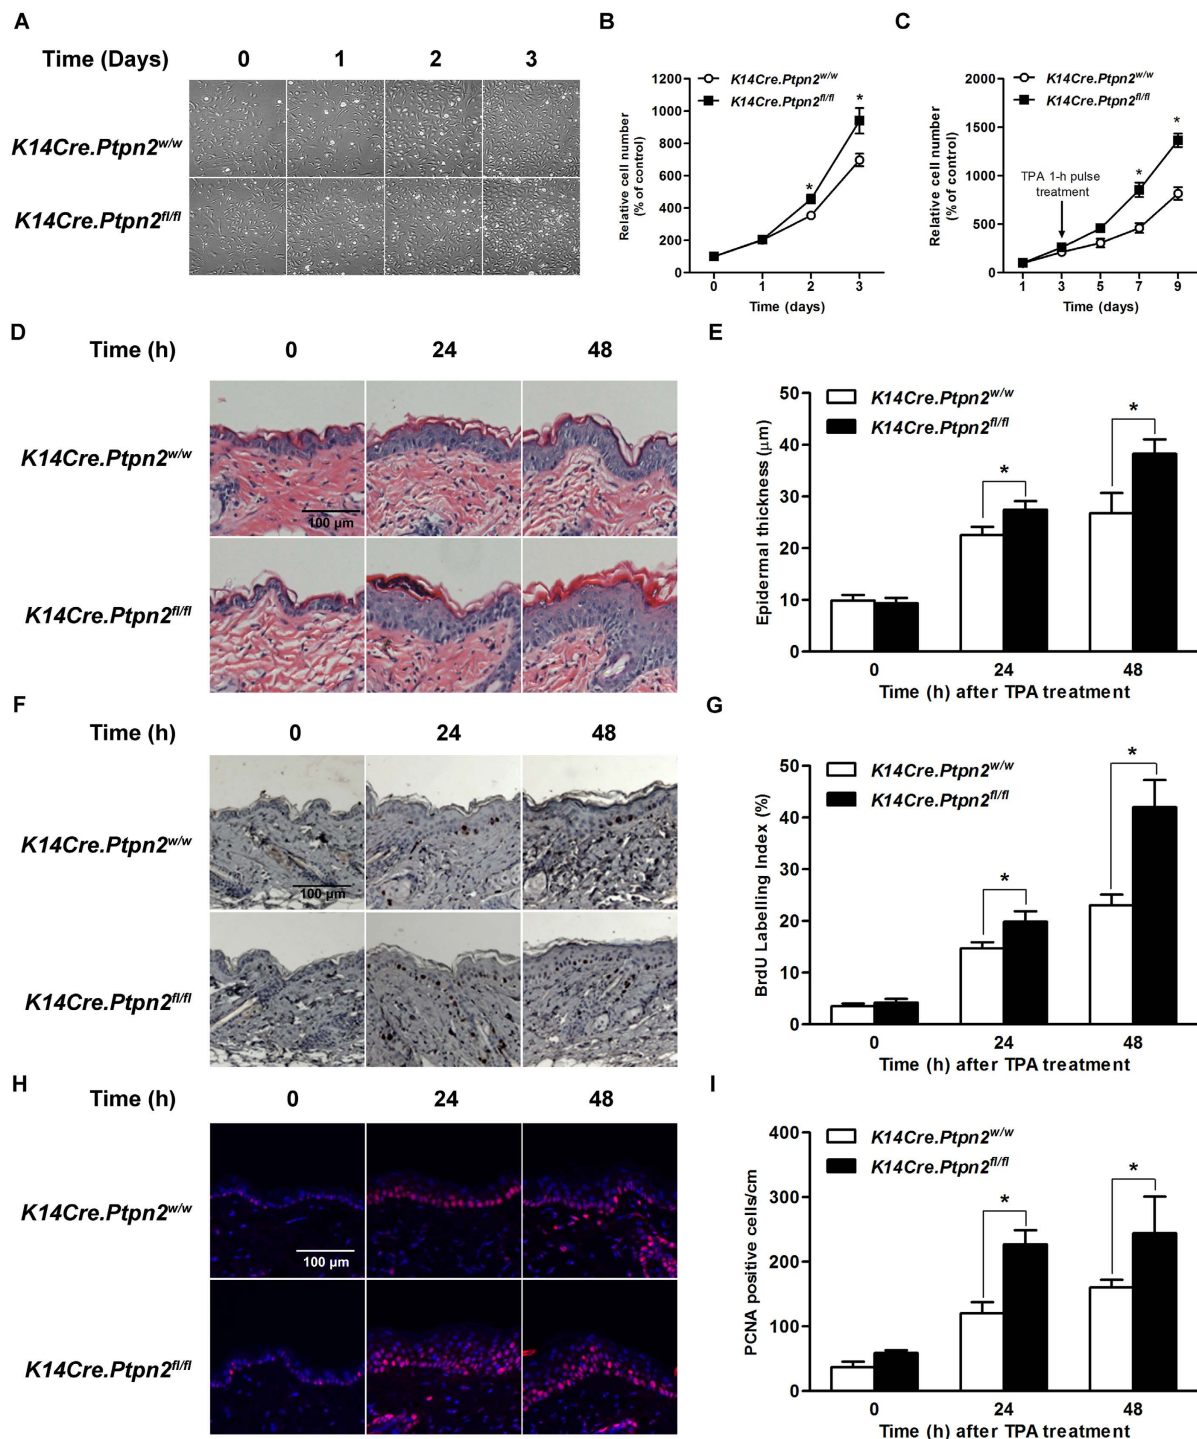 A
Time (Days) 0 1 2 3
K14Cre.Ptpn2w/w
K14Cre.Ptpn2fl/fl
B
K14Cre.Ptpn2w/w
K14Cre.Ptpn2fl/fl
Relative cell number
(% of control)
1200
1000
800
600
400
200
0
*
*
0 1 2 3
Time (days)
C
K14Cre.Ptpn2w/w
K14Cre.Ptpn2fl/fl
Relative cell number
(% of control)
2000
1500
1000
500
0
TPA 1-h pulse
treatment
*
*
1 3 5 7 9
Time (days)
D
Time (h) 0 24 48
K14Cre.Ptpn2w/w
100 µm
K14Cre.Ptpn2fl/fl
E
K14Cre.Ptpn2w/w
K14Cre.Ptpn2fl/fl
Epidermal thickness (µm)
50
40
30
20
10
0
*
*
0 24 48
Time (h) after TPA treatment
F
Time (h) 0 24 48
K14Cre.Ptpn2w/w
100 µm
K14Cre.Ptpn2fl/fl
G
K14Cre.Ptpn2w/w
K14Cre.Ptpn2fl/fl
BrdU Labelling Index (%)
50
40
30
20
10
0
*
*
0 24 48
Time (h) after TPA treatment
H
Time (h) 0 24 48
K14Cre.Ptpn2w/w
100 µm
K14Cre.Ptpn2fl/fl
I
K14Cre.Ptpn2w/w
K14Cre.Ptpn2fl/fl
PCNA positive cells/cm
400
300
200
100
0
*
*
0 24 48
Time (h) after TPA treatment